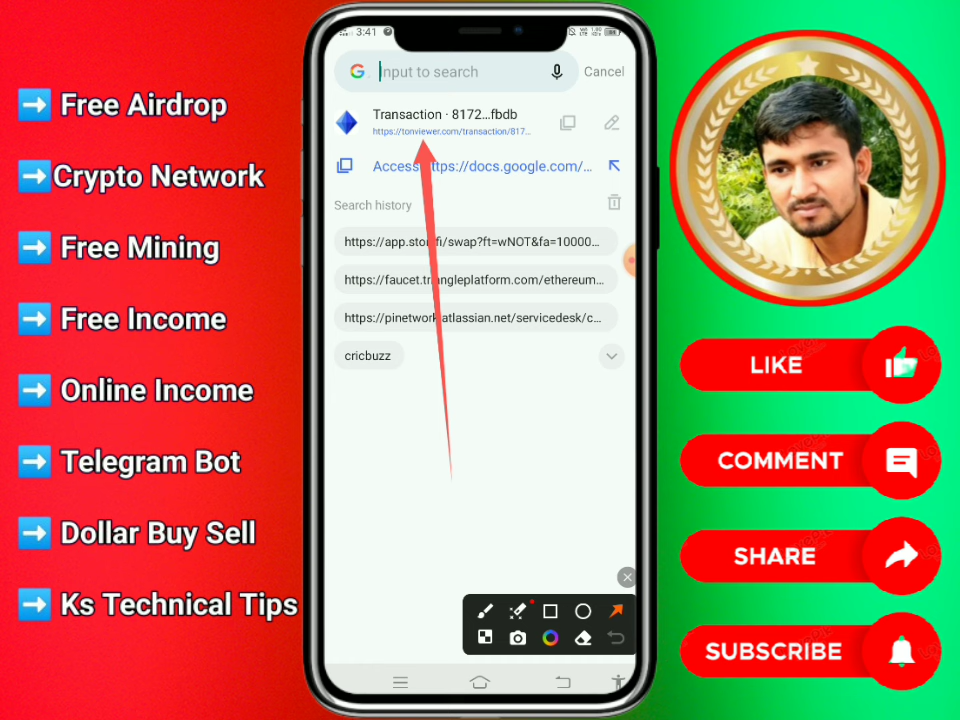 Free Airdrop
Crypto Network
Free Mining
Free Income
Online Income
Telegram Bot
Dollar Buy Sell
Ks Technical Tips
3:41
Input to search
Cancel
Transaction · 8172...fbdb
https://tonviewer.com/transaction/817...
Access https://docs.google.com/...
Search history
https://app.ston.fi/swap?ft=wNOT&fa=10000...
https://faucet.triangleplatform.com/ethereum...
https://pinetwork.atlassian.net/servicedesk/c...
cricbuzz
LIKE
COMMENT
SHARE
SUBSCRIBE